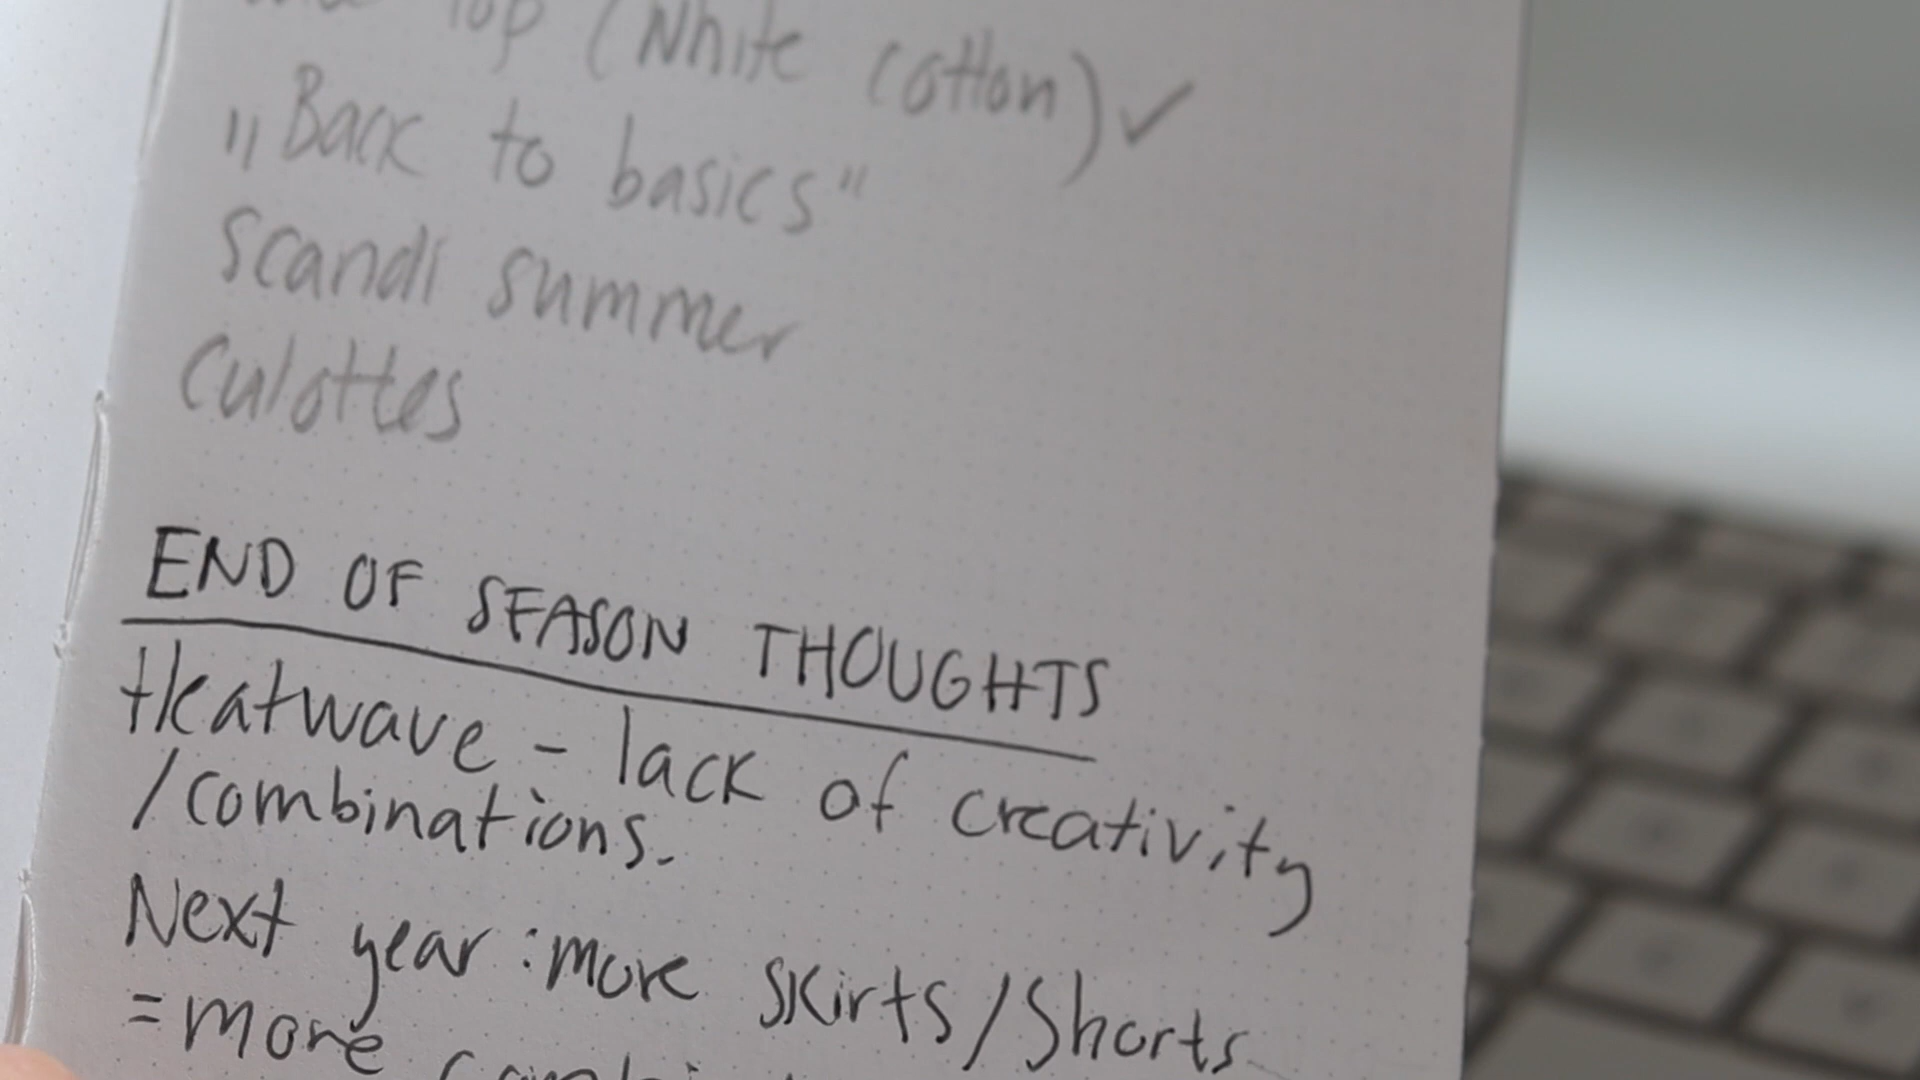 Top (White cotton) ✓
„Back to basics"
Scandi summer
Culottes
END OF SEASON THOUGHTS
Heatwave - lack of creativity
/combinations.
Next year: more skirts/shorts
= more